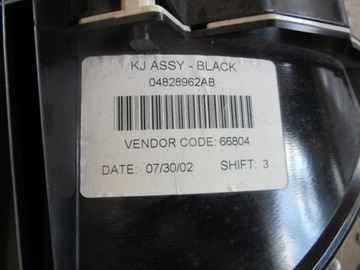 KJ ASSY - BLACK
04828962AB
VENDOR CODE: 66804
DATE: 07/30/02 SHIFT: 3